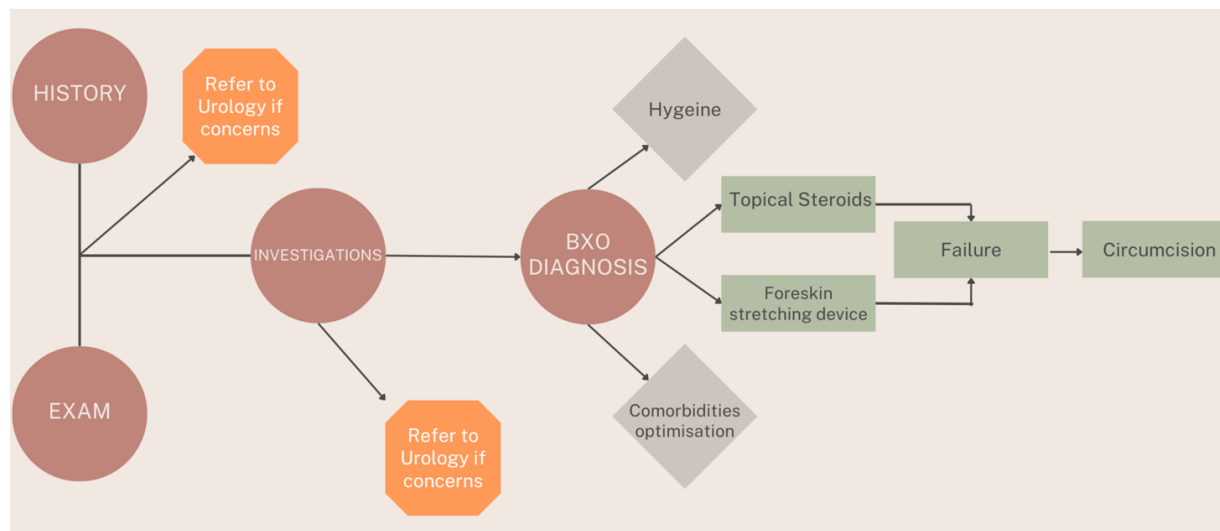 HISTORY
Refer to
Urology if
concerns
Hygeine
INVESTIGATIONS
BXO
DIAGNOSIS
Topical Steroids
Foreskin
stretching device
Failure
Circumcision
EXAM
Refer to
Urology if
concerns
Comorbidities
optimisation